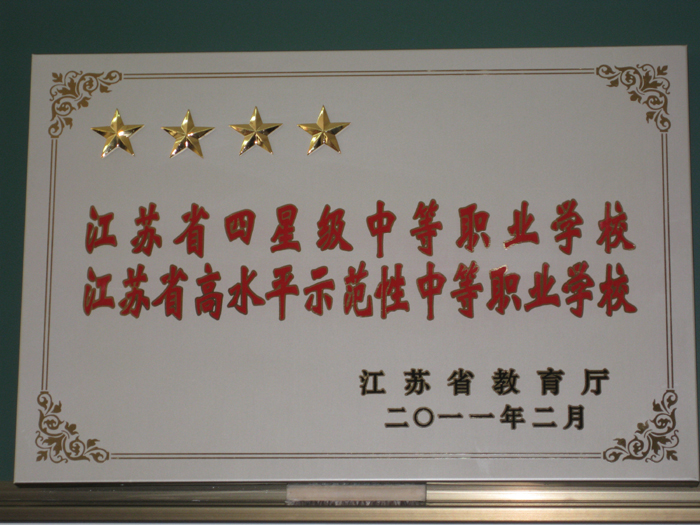 江苏省四星级中等职业学校
江苏省高水平示范性中等职业学校
江苏省教育厅
二〇一一年二月